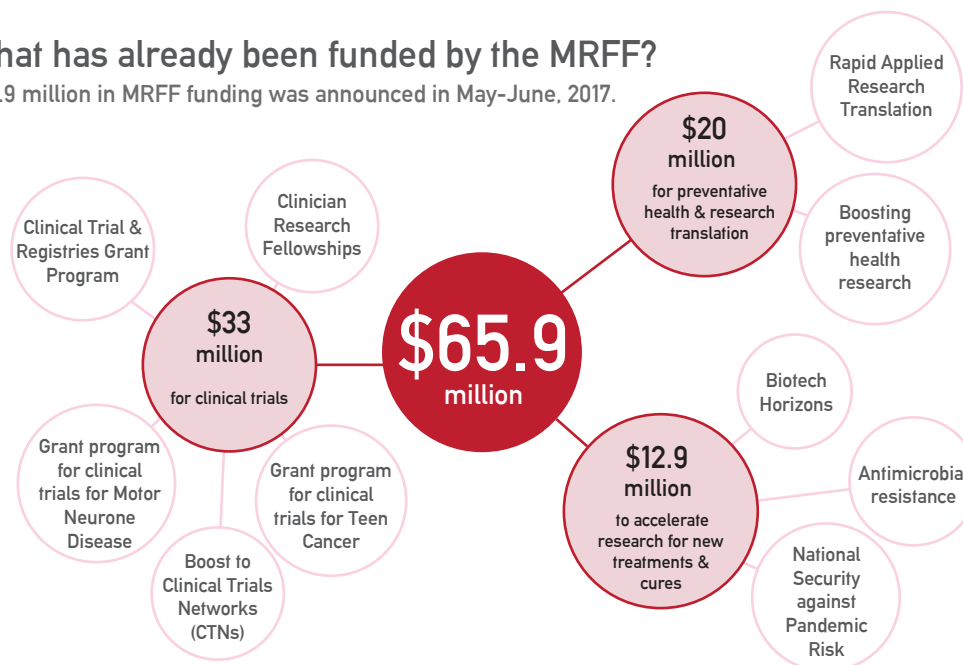 hat has already been funded by the MRFF?
.9 million in MRFF funding was announced in May-June, 2017.
$65.9
million
$33
million
for clinical trials
Clinical Trial &
Registries Grant
Program
Clinician
Research
Fellowships
Grant program
for clinical
trials for Motor
Neurone
Disease
Boost to
Clinical Trials
Networks
(CTNs)
Grant program
for clinical
trials for Teen
Cancer
$20
million
for preventative
health & research
translation
Rapid Applied
Research
Translation
Boosting
preventative
health
research
$12.9
million
to accelerate
research for new
treatments &
cures
Biotech
Horizons
Antimicrobia
resistance
National
Security
against
Pandemic
Risk